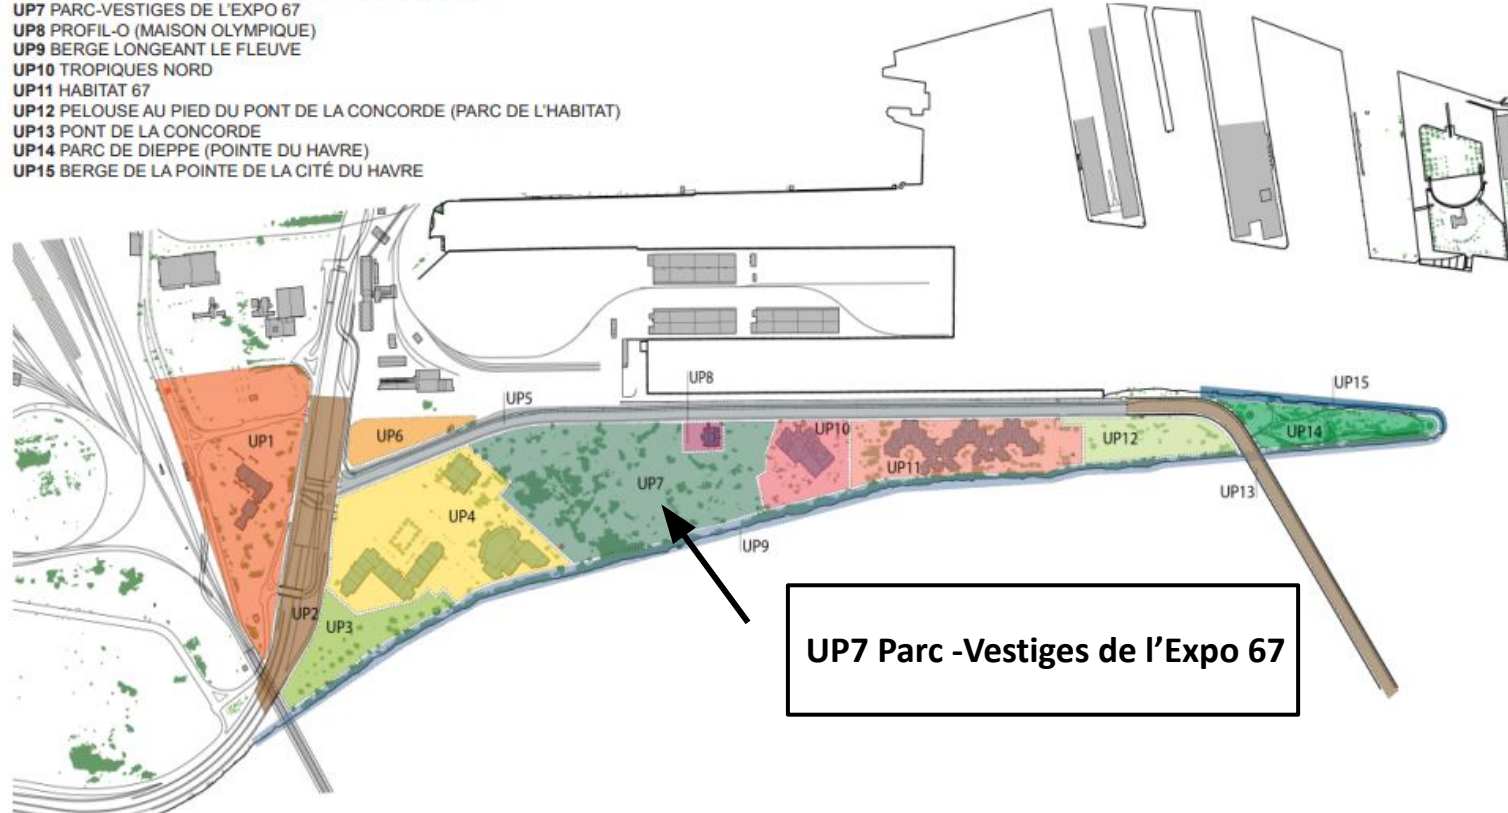 UP7 PARC-VESTIGES DE L'EXPO 67
UP8 PROFIL-O (MAISON OLYMPIQUE)
UP9 BERGE LONGEANT LE FLEUVE
UP10 TROPIQUES NORD
UP11 HABITAT 67
UP12 PELOUSE AU PIED DU PONT DE LA CONCORDE (PARC DE L'HABITAT)
UP13 PONT DE LA CONCORDE
UP14 PARC DE DIEPPE (POINTE DU HAVRE)
UP15 BERGE DE LA POINTE DE LA CITÉ DU HAVRE
UP8
UP15
UP5
UP1
UP6
UP10
UP12
UP14
UP11
UP7
UP13
UP4
UP9
UP2
UP3
UP7 Parc -Vestiges de l'Expo 67